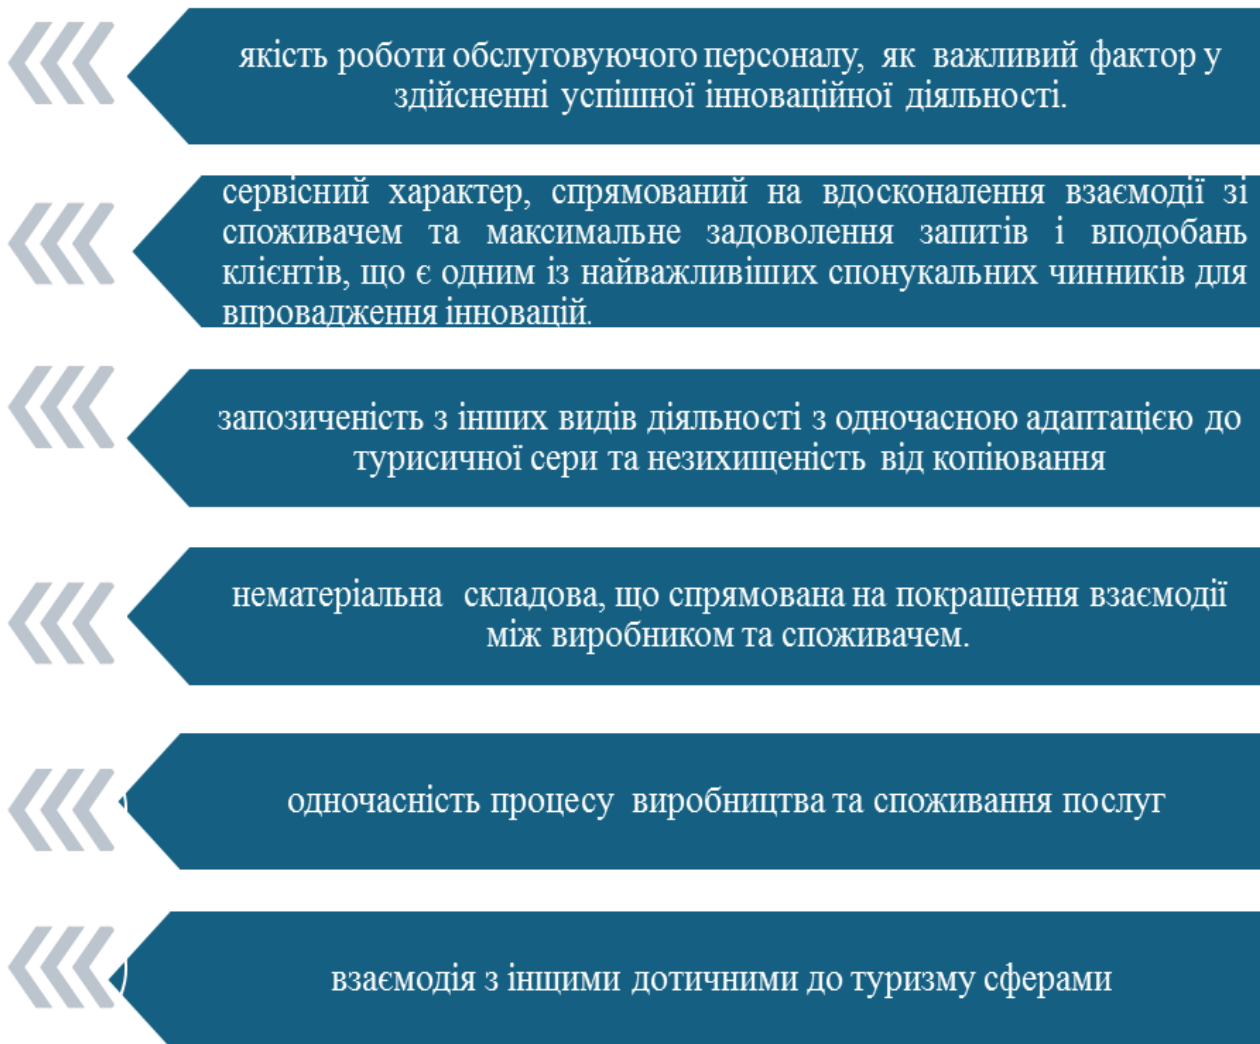 якість роботи обслуговуючого персоналу, як важливий фактор у
здійсненні успішної інноваційної діяльності.
сервісний характер, спрямований на вдосконалення взаємодії зі
споживачем та максимальне задоволення запитів і вподобань
клієнтів, що є одним із найважливіших спонукальних чинників для
впровадження інновацій.
запозиченість з інших видів діяльності з одночасною адаптацією до
турисичної сери та незихищеність від копіювання
нематеріальна складова, що спрямована на покращення взаємодії
між виробником та споживачем.
одночасність процесу виробництва та споживання послуг
взаємодія з інщими дотичними до туризму сферами